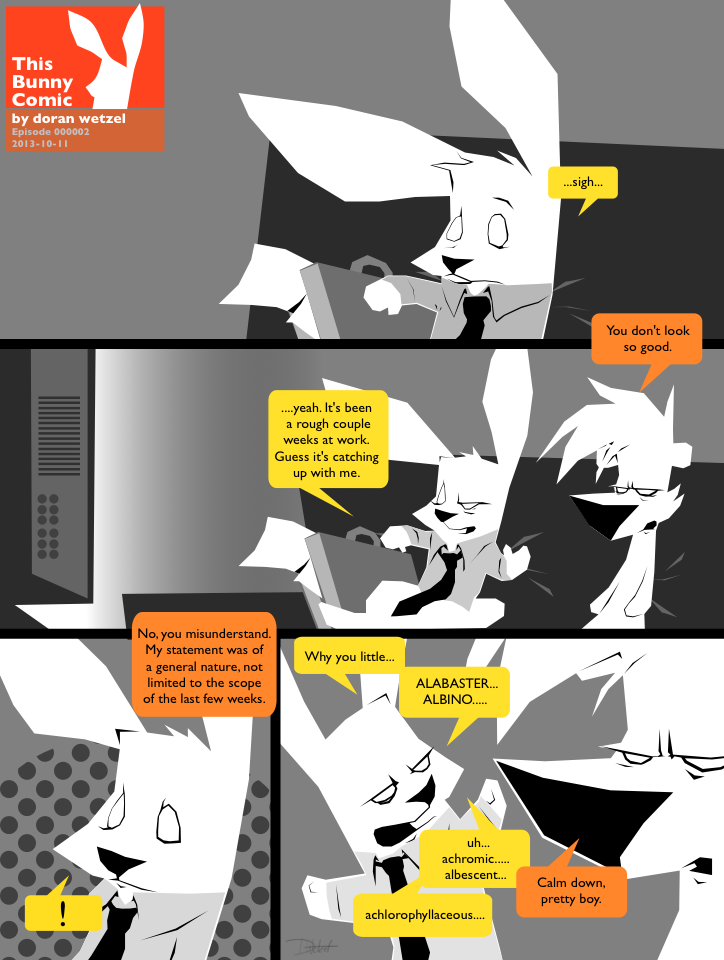 This
Bunny
Comic
by doran wetzel
Episode 000002
2013-10-11
...sigh...
You don't look
so good.
....yeah. It's been
a rough couple
weeks at work.
Guess it's catching
up with me.
No, you misunderstand.
My statement was of
a general nature, not
limited to the scope
of the last few weeks.
!
Why you little...
ALABASTER...
ALBINO.....
uh...
achromic.....
albescent...
achlorophyllaceous....
Calm down,
pretty boy.